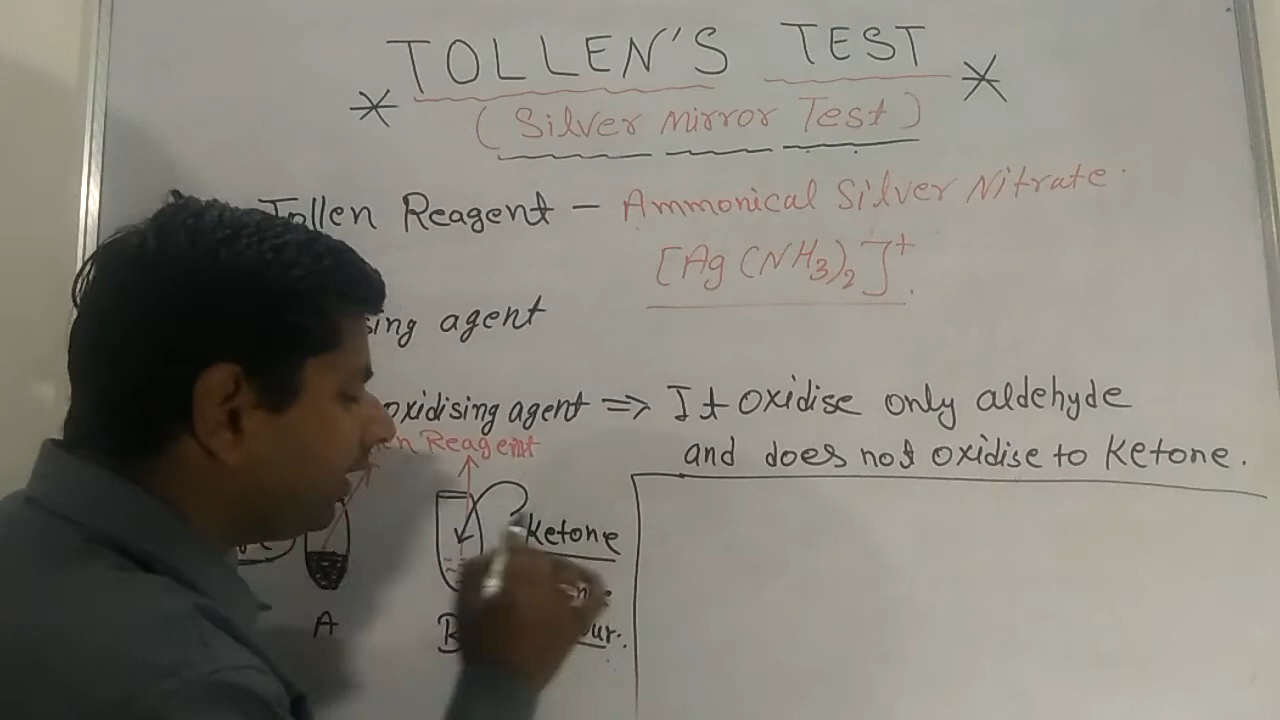 TOLLEN'S TEST
(Silver Mirror Test)
Tollen Reagent - Ammonical Silver Nitrate.
[Ag(NH3)2]+
agent
oxidising agent => It oxidise only aldehyde
and does not oxidise to Ketone.
Reagent
Ketone
A
B